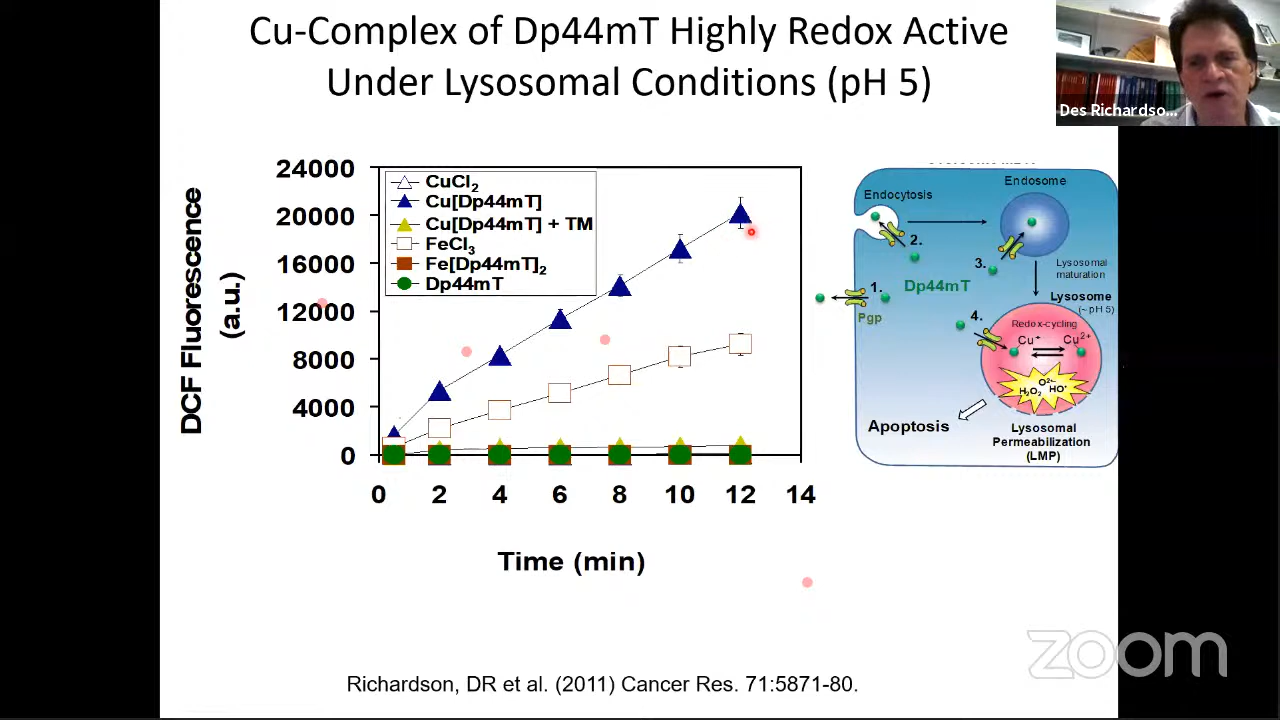 Cu-Complex of Dp44mT Highly Redox Active
Under Lysosomal Conditions (pH 5)
Des Richardso...
DCF Fluorescence
(a.u.)
24000
20000
16000
12000
8000
4000
0
CuCl2
Cu[Dp44mT]
Cu[Dp44mT] + TM
FeCl3
Fe[Dp44mT]2
Dp44mT
0 2 4 6 8 10 12 14
Time (min)
Endocytosis
Endosome
2.
3.
Lysosomal
maturation
Dp44mT
1.
Pgp
Lysosome
(~ pH 5)
4.
Redox-cycling
Cu+ Cu2+
H2O2 O2•- HO•
Apoptosis
Lysosomal
Permeabilization
(LMP)
zoom
Richardson, DR et al. (2011) Cancer Res. 71:5871-80.